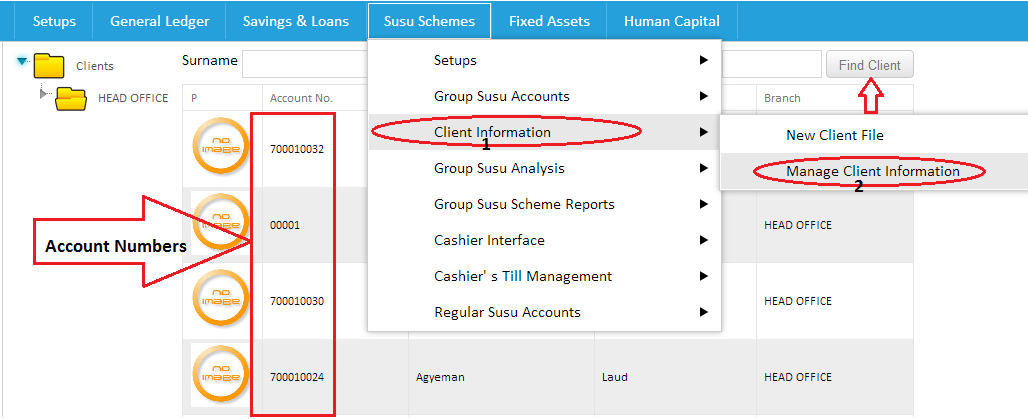 Setups General Ledger Savings & Loans Susu Schemes Fixed Assets Human Capital
Clients Surname Setups Find Client
HEAD OFFICE P Account No. Group Susu Accounts Branch
no image 700010032 Client Information New Client File
1
Group Susu Analysis Manage Client Information
2
no image 00001 Group Susu Scheme Reports HEAD OFFICE
Account Numbers Cashier Interface
Cashier' s Till Management
no image 700010030 HEAD OFFICE
Regular Susu Accounts
no image 700010024 Agyeman Laud HEAD OFFICE